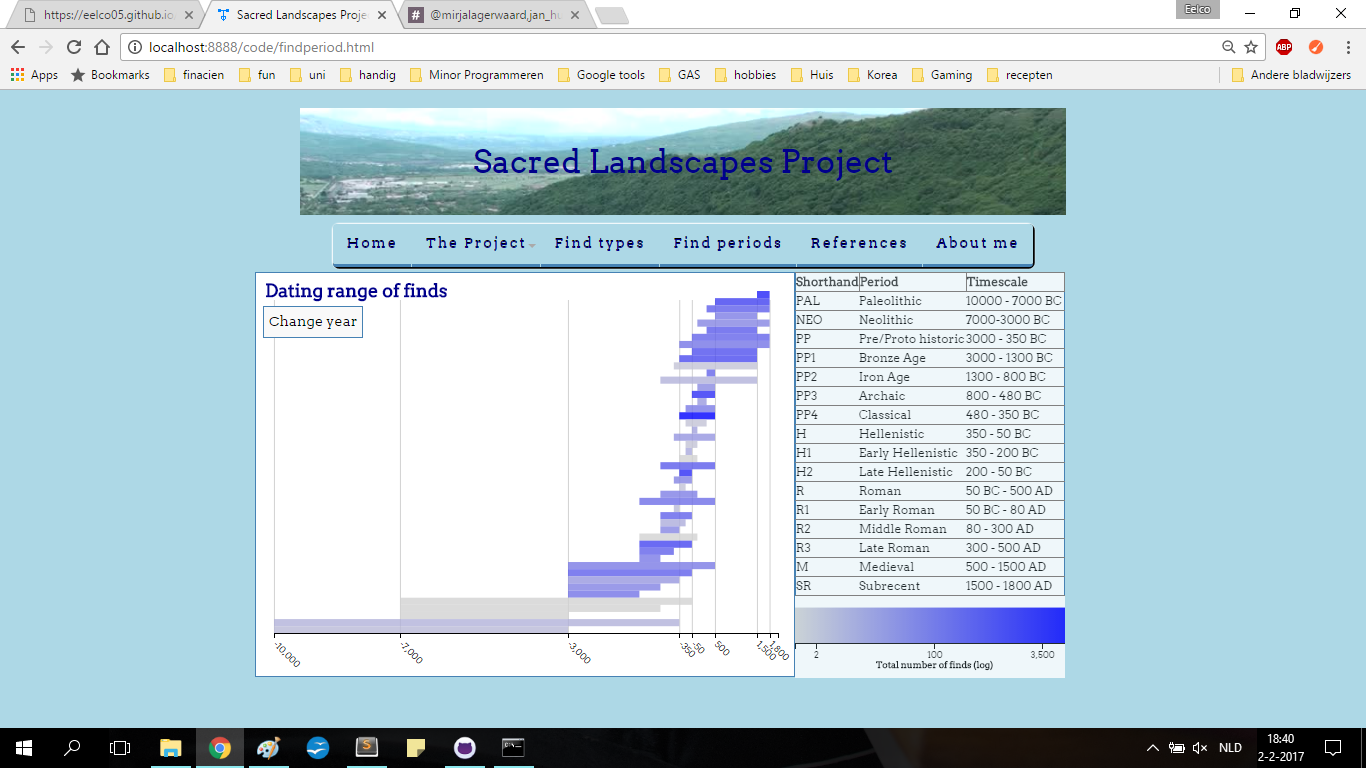 https://eelco05.github.io
Sacred Landscapes Proje
@mirjalagerwaard,jan_hu
Eelco
localhost:8888/code/findperiod.html
ABP
Apps Bookmarks finacien fun uni handig Minor Programmeren Google tools GAS hobbies Huis Korea Gaming recepten Andere bladwijzers
Sacred Landscapes Project
Home The Project Find types Find periods References About me
Dating range of finds
Change year
-10,000 -7,000 -3,000 -350 -50 500 1,500 1,800
Shorthand Period Timescale
PAL Paleolithic 10000 - 7000 BC
NEO Neolithic 7000-3000 BC
PP Pre/Proto historic 3000 - 350 BC
PP1 Bronze Age 3000 - 1300 BC
PP2 Iron Age 1300 - 800 BC
PP3 Archaic 800 - 480 BC
PP4 Classical 480 - 350 BC
H Hellenistic 350 - 50 BC
H1 Early Hellenistic 350 - 200 BC
H2 Late Hellenistic 200 - 50 BC
R Roman 50 BC - 500 AD
R1 Early Roman 50 BC - 80 AD
R2 Middle Roman 80 - 300 AD
R3 Late Roman 300 - 500 AD
M Medieval 500 - 1500 AD
SR Subrecent 1500 - 1800 AD
2 100 3,500
Total number of finds (log)
NLD
18:40
2-2-2017